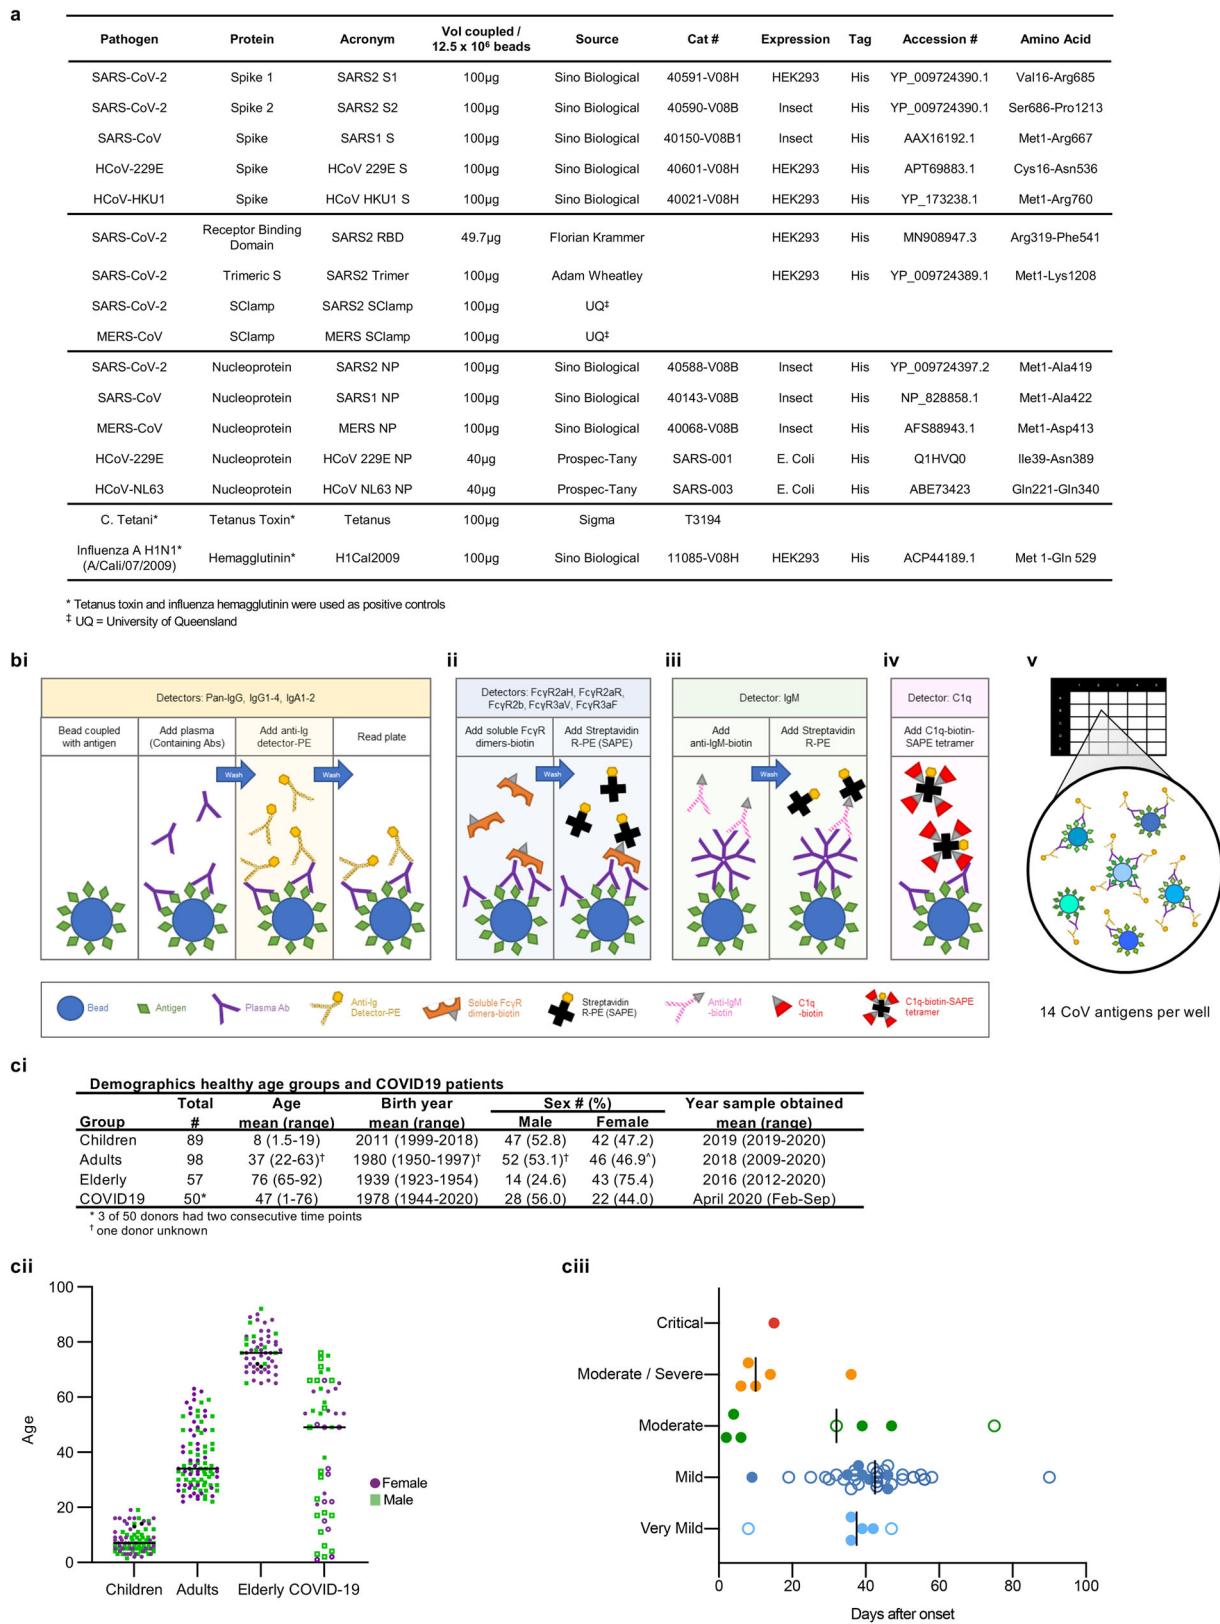 a
Pathogen Protein Acronym Vol coupled / 12.5 x 10⁶ beads Source Cat # Expression Tag Accession # Amino Acid
SARS-CoV-2 Spike 1 SARS2 S1 100µg Sino Biological 40591-V08H HEK293 His YP_009724390.1 Val16-Arg685
SARS-CoV-2 Spike 2 SARS2 S2 100µg Sino Biological 40590-V08B Insect His YP_009724390.1 Ser686-Pro1213
SARS-CoV Spike SARS1 S 100µg Sino Biological 40150-V08B1 Insect His AAX16192.1 Met1-Arg667
HCoV-229E Spike HCoV 229E S 100µg Sino Biological 40601-V08H HEK293 His APT69883.1 Cys16-Asn536
HCoV-HKU1 Spike HCoV HKU1 S 100µg Sino Biological 40021-V08H HEK293 His YP_173238.1 Met1-Arg760
SARS-CoV-2 Receptor Binding Domain SARS2 RBD 49.7µg Florian Krammer HEK293 His MN908947.3 Arg319-Phe541
SARS-CoV-2 Trimeric S SARS2 Trimer 100µg Adam Wheatley HEK293 His YP_009724389.1 Met1-Lys1208
SARS-CoV-2 SClamp SARS2 SClamp 100µg UQ‡
MERS-CoV SClamp MERS SClamp 100µg UQ‡
SARS-CoV-2 Nucleoprotein SARS2 NP 100µg Sino Biological 40588-V08B Insect His YP_009724397.2 Met1-Ala419
SARS-CoV Nucleoprotein SARS1 NP 100µg Sino Biological 40143-V08B Insect His NP_828858.1 Met1-Ala422
MERS-CoV Nucleoprotein MERS NP 100µg Sino Biological 40068-V08B Insect His AFS88943.1 Met1-Asp413
HCoV-229E Nucleoprotein HCoV 229E NP 40µg Prospec-Tany SARS-001 E. Coli His Q1HVQ0 Ile39-Asn389
HCoV-NL63 Nucleoprotein HCoV NL63 NP 40µg Prospec-Tany SARS-003 E. Coli His ABE73423 Gln221-Gln340
C. Tetani* Tetanus Toxin* Tetanus 100µg Sigma T3194
Influenza A H1N1* (A/Cali/07/2009) Hemagglutinin* H1Cal2009 100µg Sino Biological 11085-V08H HEK293 His ACP44189.1 Met 1-Gln 529
* Tetanus toxin and influenza hemagglutinin were used as positive controls
‡ UQ = University of Queensland
bi
Detectors: Pan-IgG, IgG1-4, IgA1-2
Bead coupled with antigen
Add plasma (Containing Abs)
Add anti-Ig detector-PE
Read plate
Wash
Wash
ii
Detectors: FcγR2aH, FcγR2aR,
FcγR2b, FcγR3aV, FcγR3aF
Add soluble FcγR dimers-biotin
Add Streptavidin R-PE (SAPE)
Wash
iii
Detector: IgM
Add anti-IgM-biotin
Add Streptavidin R-PE
Wash
iv
Detector: C1q
Add C1q-biotin-SAPE tetramer
v
1 2 3 4 5
14 CoV antigens per well
Bead
Antigen
Plasma Ab
Anti-Ig Detector-PE
Soluble FcγR dimers-biotin
Streptavidin R-PE (SAPE)
Anti-IgM -biotin
C1q -biotin
C1q-biotin-SAPE tetramer
ci
Demographics healthy age groups and COVID19 patients
Group Total # Age mean (range) Birth year mean (range) Sex # (%) Male Female Year sample obtained mean (range)
Children 89 8 (1.5-19) 2011 (1999-2018) 47 (52.8) 42 (47.2) 2019 (2019-2020)
Adults 98 37 (22-63)† 1980 (1950-1997)† 52 (53.1)† 46 (46.9^) 2018 (2009-2020)
Elderly 57 76 (65-92) 1939 (1923-1954) 14 (24.6) 43 (75.4) 2016 (2012-2020)
COVID19 50* 47 (1-76) 1978 (1944-2020) 28 (56.0) 22 (44.0) April 2020 (Feb-Sep)
* 3 of 50 donors had two consecutive time points
† one donor unknown
cii
Age
100
80
60
40
20
0
Children Adults Elderly COVID-19
Female
Male
ciii
Critical
Moderate / Severe
Moderate
Mild
Very Mild
0 20 40 60 80 100
Days after onset